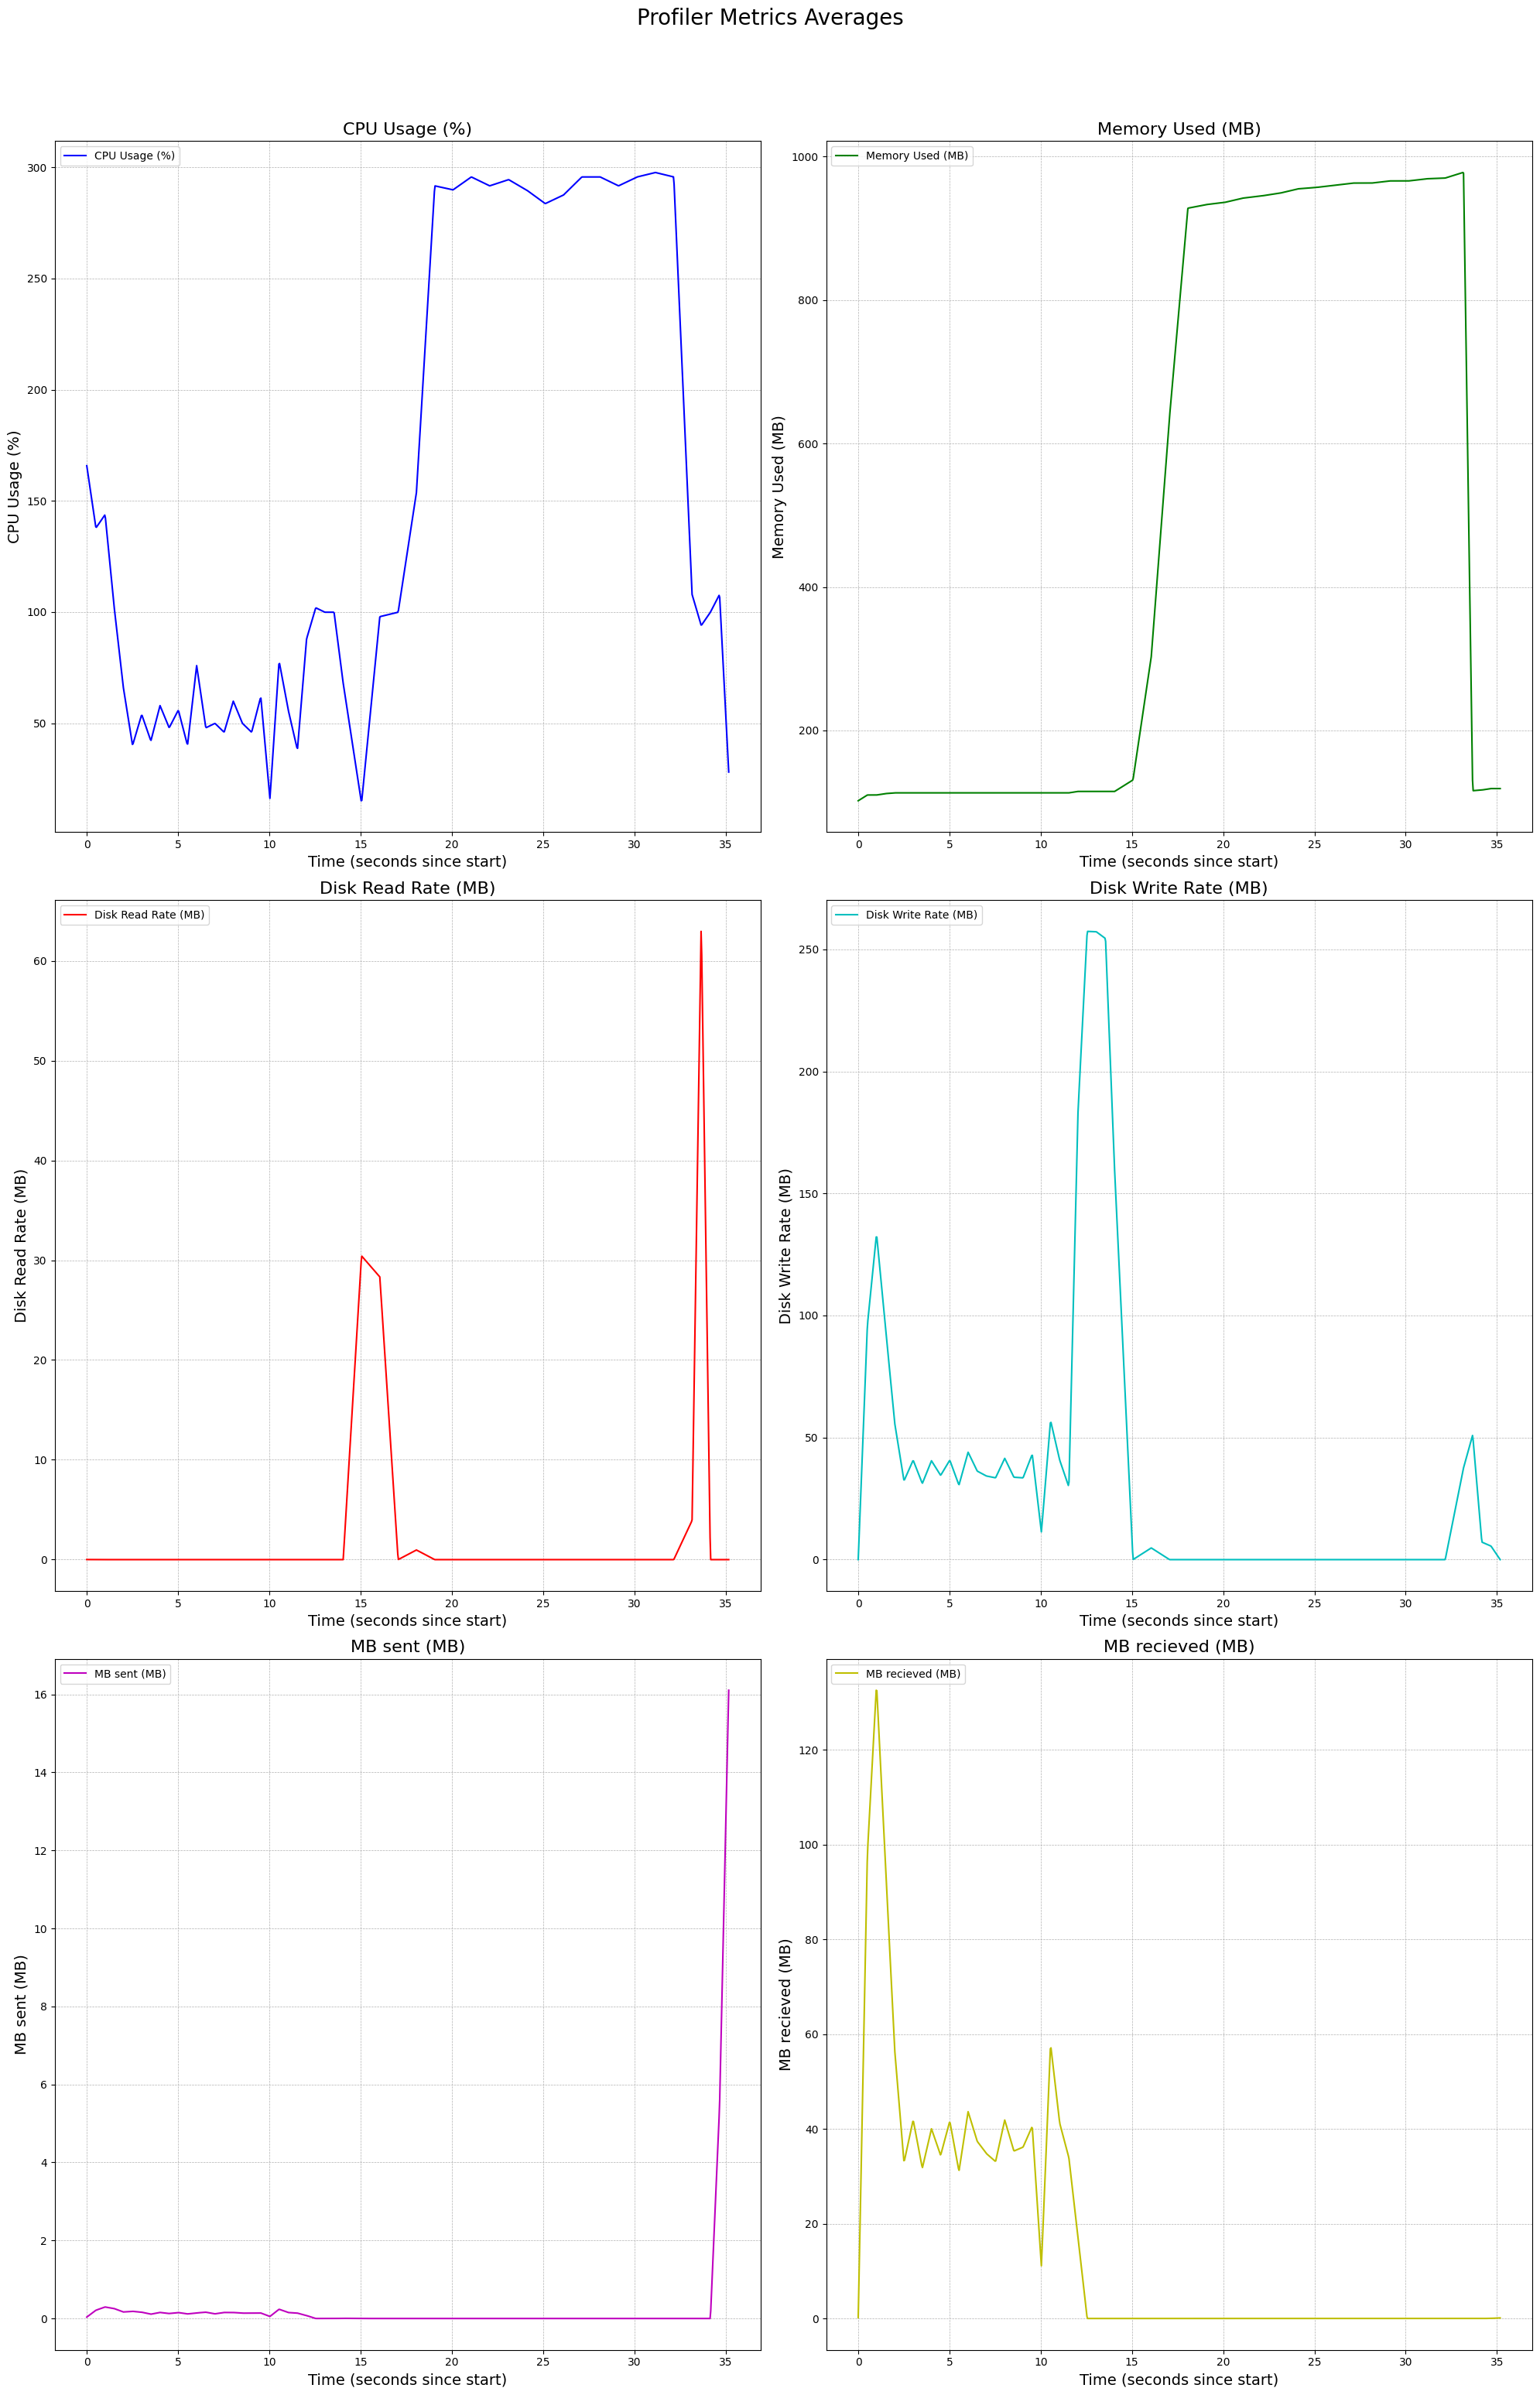 Profiler Metrics Averages
CPU Usage (%)
CPU Usage (%)
300
250
200
150
100
50
CPU Usage (%)
0 5 10 15 20 25 30 35
Time (seconds since start)
Memory Used (MB)
Memory Used (MB)
1000
800
600
400
200
Memory Used (MB)
0 5 10 15 20 25 30 35
Time (seconds since start)
Disk Read Rate (MB)
Disk Read Rate (MB)
60
50
40
30
20
10
0
Disk Read Rate (MB)
0 5 10 15 20 25 30 35
Time (seconds since start)
Disk Write Rate (MB)
Disk Write Rate (MB)
250
200
150
100
50
0
Disk Write Rate (MB)
0 5 10 15 20 25 30 35
Time (seconds since start)
MB sent (MB)
MB sent (MB)
16
14
12
10
8
6
4
2
0
MB sent (MB)
0 5 10 15 20 25 30 35
Time (seconds since start)
MB recieved (MB)
MB recieved (MB)
120
100
80
60
40
20
0
MB recieved (MB)
0 5 10 15 20 25 30 35
Time (seconds since start)